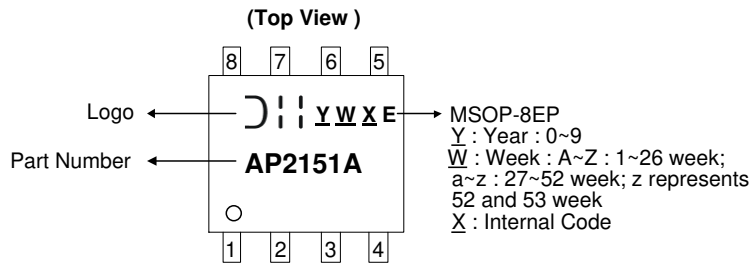 (Top View )
8 7 6 5
Logo
Y W X E
MSOP-8EP
Y : Year : 0~9
Part Number
AP2151A
W : Week : A~Z : 1~26 week;
a~z : 27~52 week; z represents
52 and 53 week
X : Internal Code
1 2 3 4